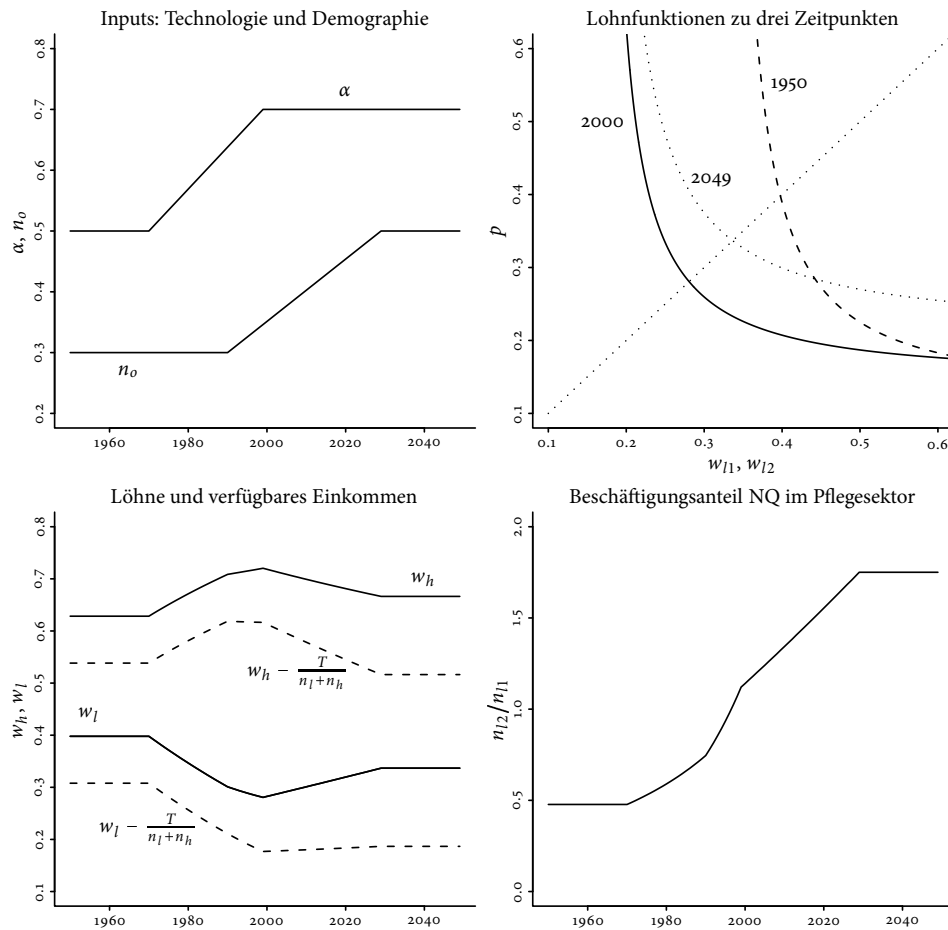 Inputs: Technologie und Demographie
α, n_o
0.2 0.3 0.4 0.5 0.6 0.7 0.8
α
n_o
1960 1980 2000 2020 2040
Lohnfunktionen zu drei Zeitpunkten
p
0.1 0.2 0.3 0.4 0.5 0.6
1950
2000
2049
0.1 0.2 0.3 0.4 0.5 0.6
w_{l1}, w_{l2}
Löhne und verfügbares Einkommen
w_h, w_l
0.1 0.2 0.3 0.4 0.5 0.6 0.7 0.8
w_h
w_h − \frac{T}{n_l+n_h}
w_l
w_l − \frac{T}{n_l+n_h}
1960 1980 2000 2020 2040
Beschäftigungsanteil NQ im Pflegesektor
n_{l2}/n_{l1}
0.0 0.5 1.0 1.5 2.0
1960 1980 2000 2020 2040